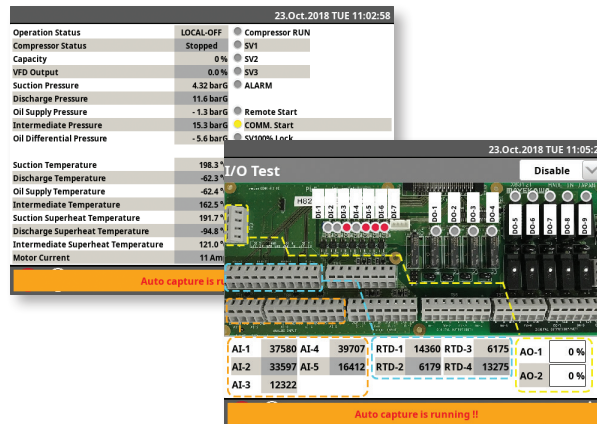 23.Oct.2018 TUE 11:02:58
Operation Status LOCAL-OFF Compressor RUN
Compressor Status Stopped SV1
Capacity 0 % SV2
VFD Output 0.0 % SV3
Suction Pressure 4.32 barG ALARM
Discharge Pressure 11.6 barG
Oil Supply Pressure - 1.3 barG Remote Start
Intermediate Pressure 15.3 barG COMM. Start
Oil Differential Pressure - 5.6 barG SV100% Lock
Suction Temperature 198.3 °
Discharge Temperature -62.3 °
Oil Supply Temperature -62.4 °
Intermediate Temperature 162.5 °
Suction Superheat Temperature 191.7 °
Discharge Superheat Temperature -94.8 °
Intermediate Superheat Temperature 121.0 °
Motor Current 11 Am
Auto capture is ru
23.Oct.2018 TUE 11:05:2
I/O Test Disable
DI-1 DI-2 DI-3 DI-4 DI-5 DI-6 DI-7 DO-1 DO-2 DO-3 DO-4 DO-5 DO-6 DO-7 DO-8 DO-9
AI-1 37580 AI-4 39707 RTD-1 14360 RTD-3 6175 AO-1 0 %
AI-2 33597 AI-5 16412 RTD-2 6179 RTD-4 13275 AO-2 0 %
AI-3 12322
Auto capture is running !!